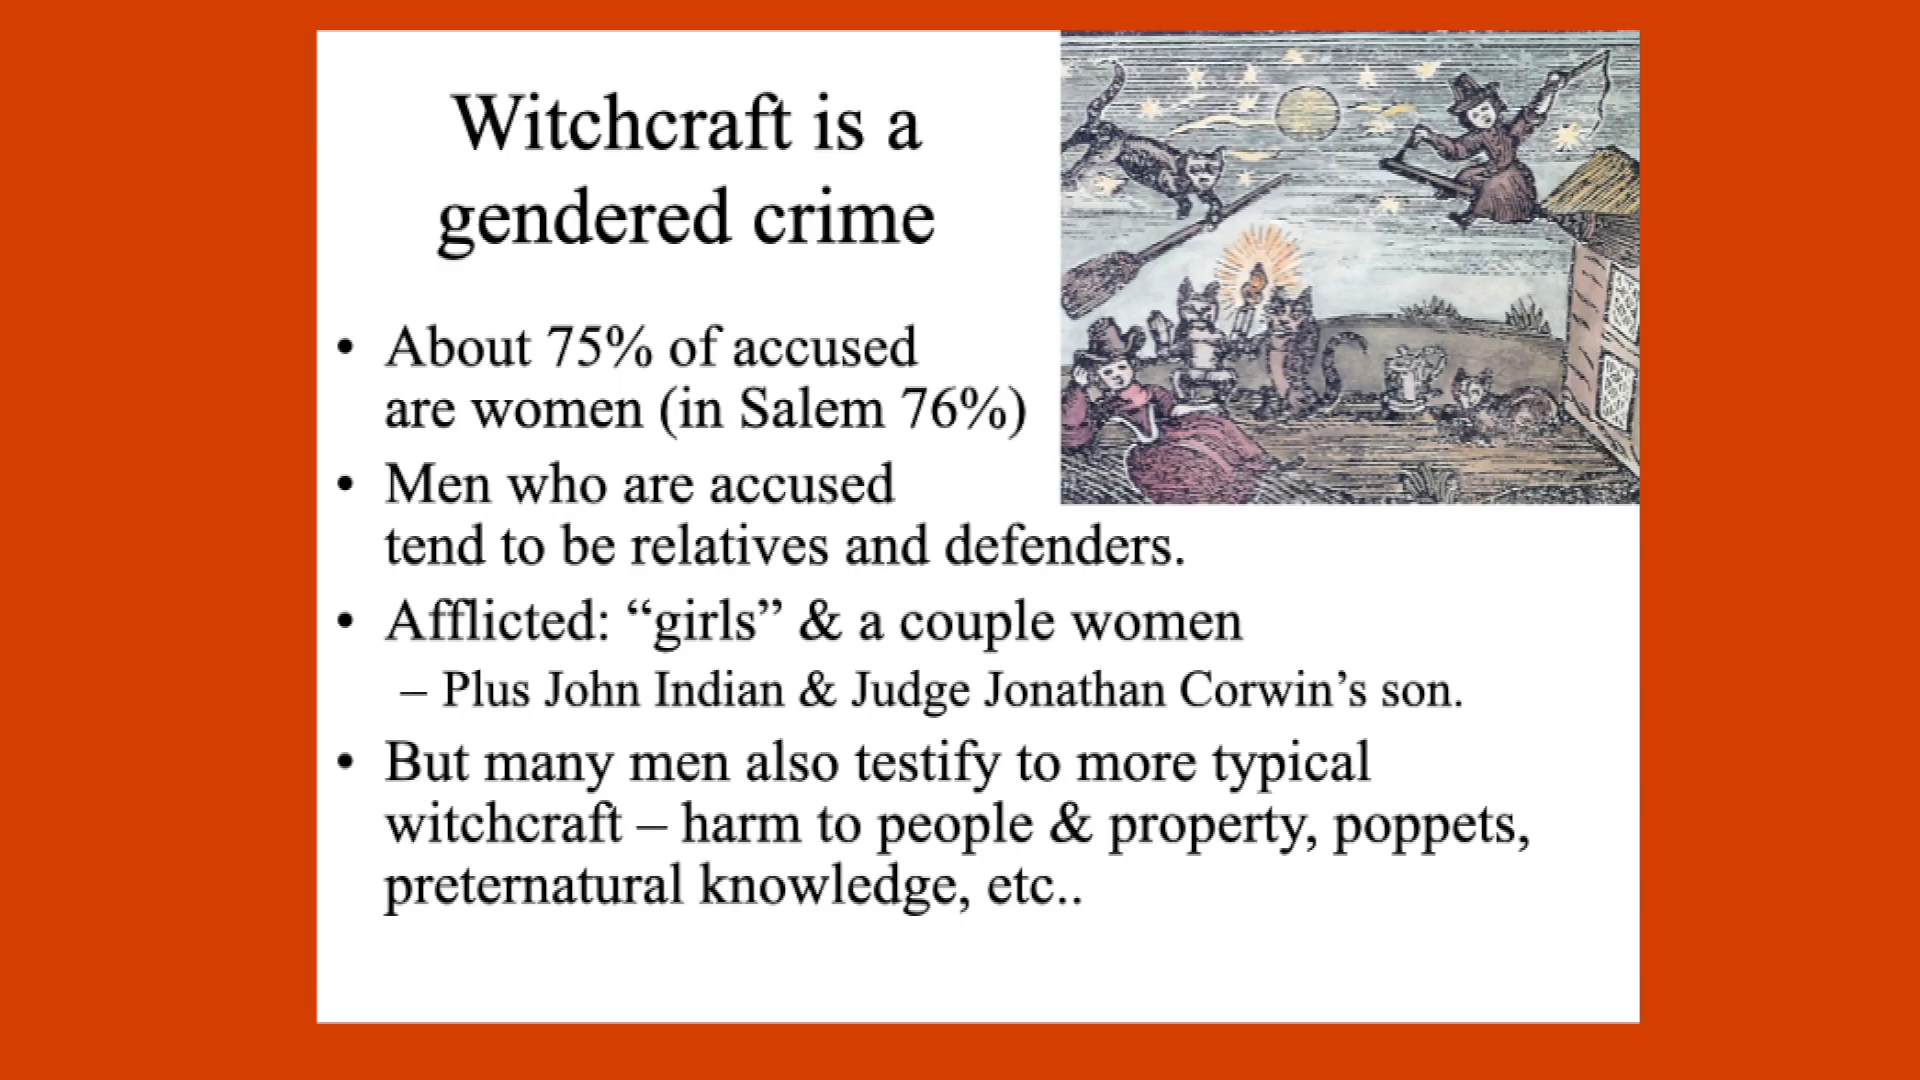 Witchcraft is a
gendered crime
• About 75% of accused
are women (in Salem 76%)
• Men who are accused
tend to be relatives and defenders.
• Afflicted: “girls” & a couple women
– Plus John Indian & Judge Jonathan Corwin’s son.
• But many men also testify to more typical
witchcraft – harm to people & property, poppets,
preternatural knowledge, etc..